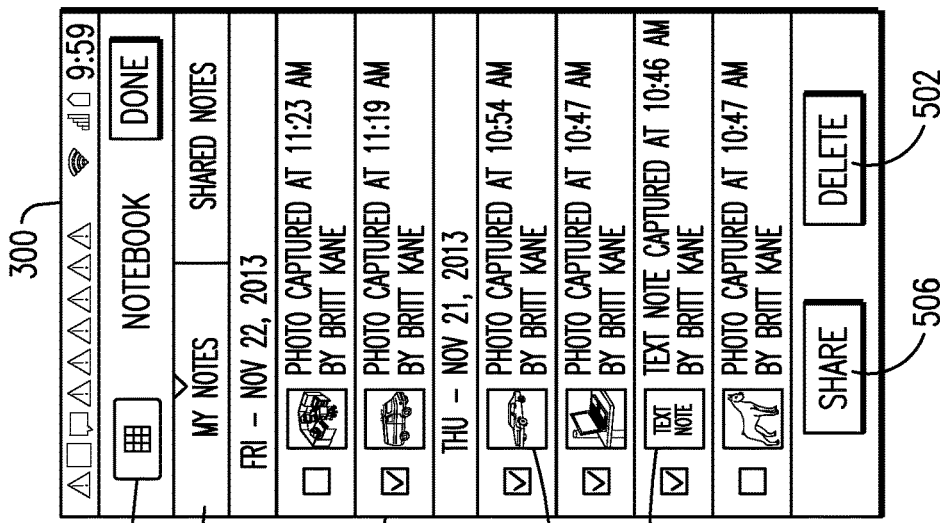 300
9:59
NOTEBOOK
DONE
MY NOTES
SHARED NOTES
FRI - NOV 22, 2013
PHOTO CAPTURED AT 11:23 AM
BY BRITT KANE
PHOTO CAPTURED AT 11:19 AM
BY BRITT KANE
THU - NOV 21, 2013
PHOTO CAPTURED AT 10:54 AM
BY BRITT KANE
PHOTO CAPTURED AT 10:47 AM
BY BRITT KANE
TEXT
NOTE
TEXT NOTE CAPTURED AT 10:46 AM
BY BRITT KANE
PHOTO CAPTURED AT 10:47 AM
BY BRITT KANE
SHARE
DELETE
506
502